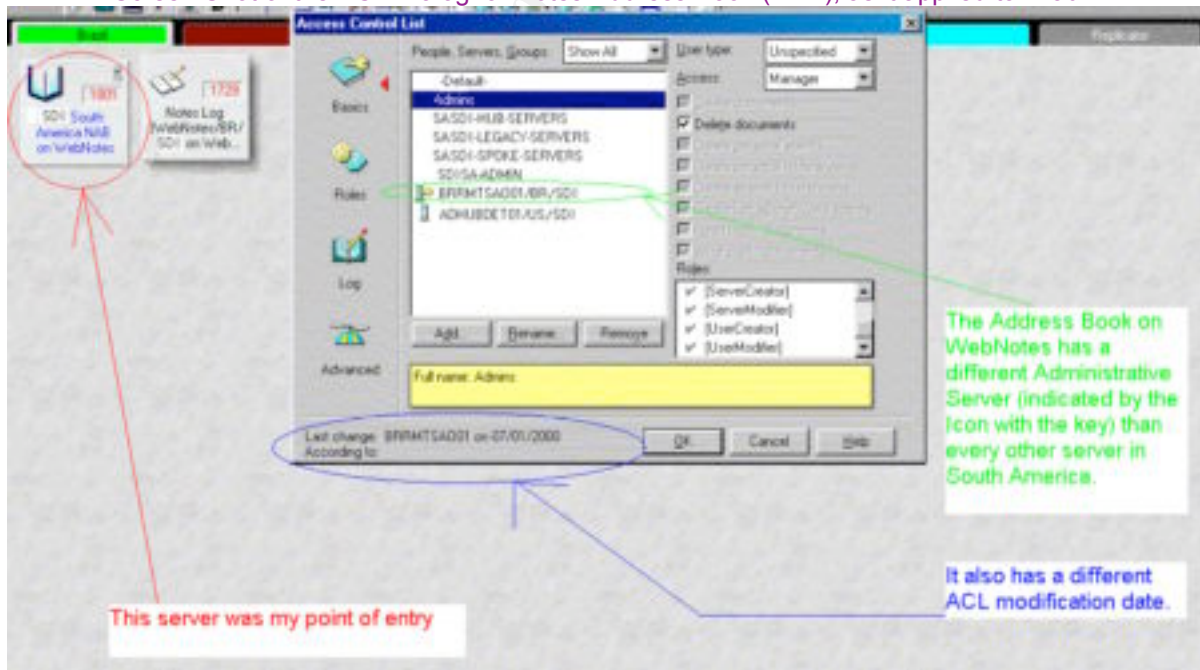 Brazil
Replicator
1801
SDI South
America NAB
on WebNotes
1729
Notes Log
WebNotes/BR/
SDI on Web...
Access Control List
People, Servers, Groups: Show All
-Default-
Admins
SASDI-HUB-SERVERS
SASDI-LEGACY-SERVERS
SASDI-SPOKE-SERVERS
SDISA-ADMIN
BRRMTSAO01/BR/SDI
ADHUBDET01/US/SDI
User type: Unspecified
Access: Manager
Delete documents
Roles:
[ServerCreator]
[ServerModifier]
[UserCreator]
[UserModifier]
Basics
Roles
Log
Advanced
Add... Rename... Remove
Full name: Admins
Last change: BRRMTSAO01 on 07/01/2000
According to:
OK Cancel Help
The Address Book on
WebNotes has a
different Administrative
Server (indicated by the
Icon with the key) than
every other server in
South America.
It also has a different
ACL modification date.
This server was my point of entry